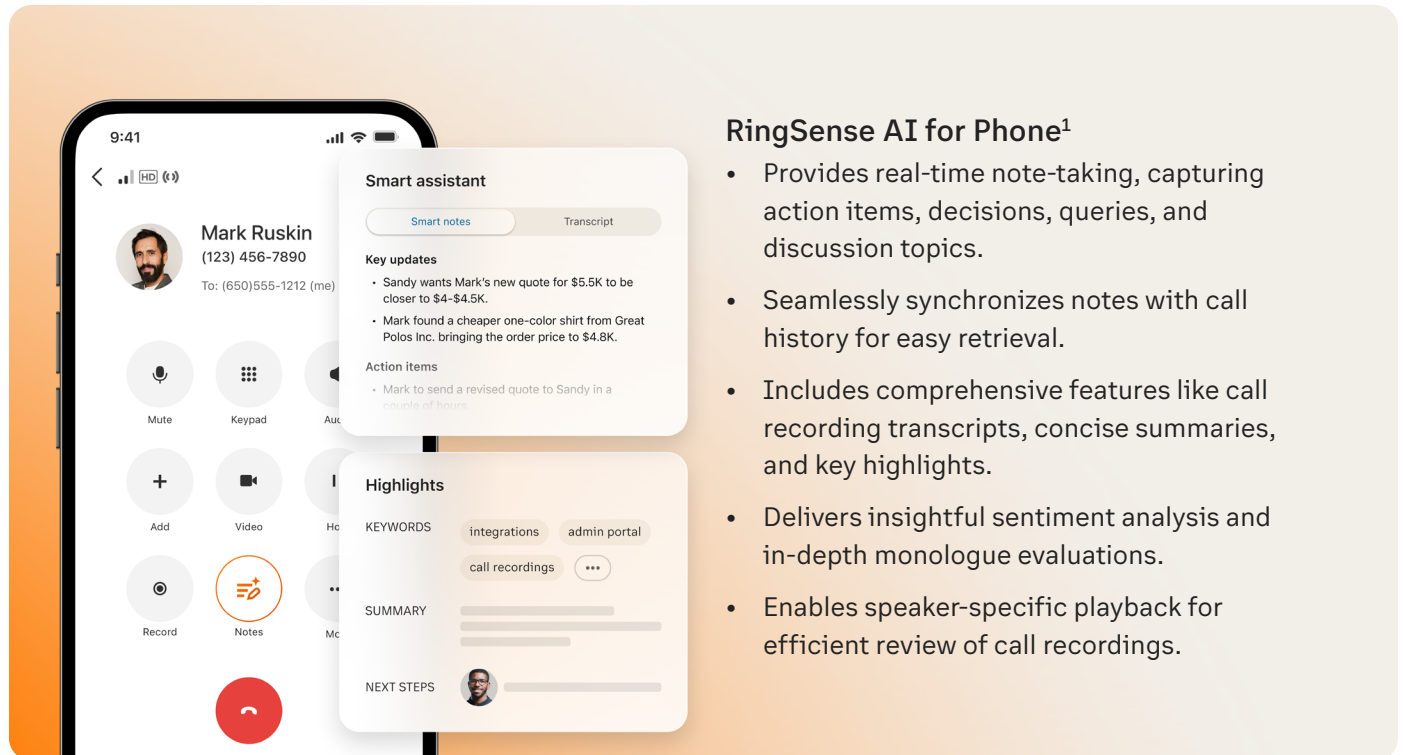 9:41
HD
Mark Ruskin
(123) 456-7890
To: (650)555-1212 (me)
Mute
Keypad
Add
Video
Record
Notes
Smart assistant
Smart notes
Transcript
Key updates
• Sandy wants Mark's new quote for $5.5K to be
closer to $4-$4.5K.
• Mark found a cheaper one-color shirt from Great
Polos Inc. bringing the order price to $4.8K.
Action items
• Mark to send a revised quote to Sandy in a
couple of hours
Highlights
KEYWORDS
integrations
admin portal
call recordings
SUMMARY
NEXT STEPS
RingSense AI for Phone¹
• Provides real-time note-taking, capturing
action items, decisions, queries, and
discussion topics.
• Seamlessly synchronizes notes with call
history for easy retrieval.
• Includes comprehensive features like call
recording transcripts, concise summaries,
and key highlights.
• Delivers insightful sentiment analysis and
in-depth monologue evaluations.
• Enables speaker-specific playback for
efficient review of call recordings.